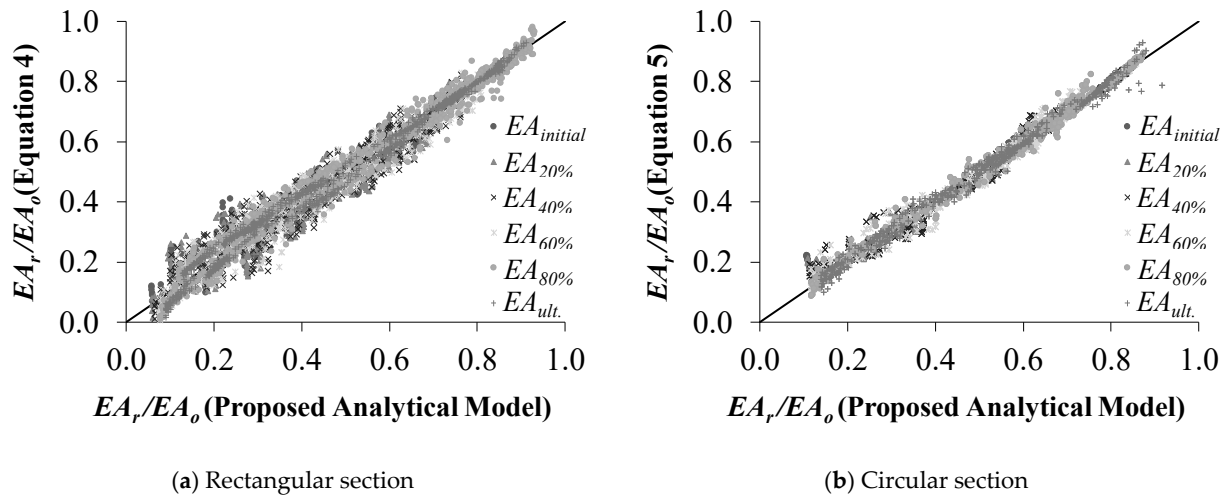 1.0
0.8
0.6
0.4
0.2
0.0
EAr/EAo (Equation 4)
0.0 0.2 0.4 0.6 0.8 1.0
EAr/EAo (Proposed Analytical Model)
EAinitial
EA20%
EA40%
EA60%
EA80%
EAult.
(a) Rectangular section
1.0
0.8
0.6
0.4
0.2
0.0
EAr/EAo (Equation 5)
0.0 0.2 0.4 0.6 0.8 1.0
EAr/EAo (Proposed Analytical Model)
EAinitial
EA20%
EA40%
EA60%
EA80%
EAult.
(b) Circular section